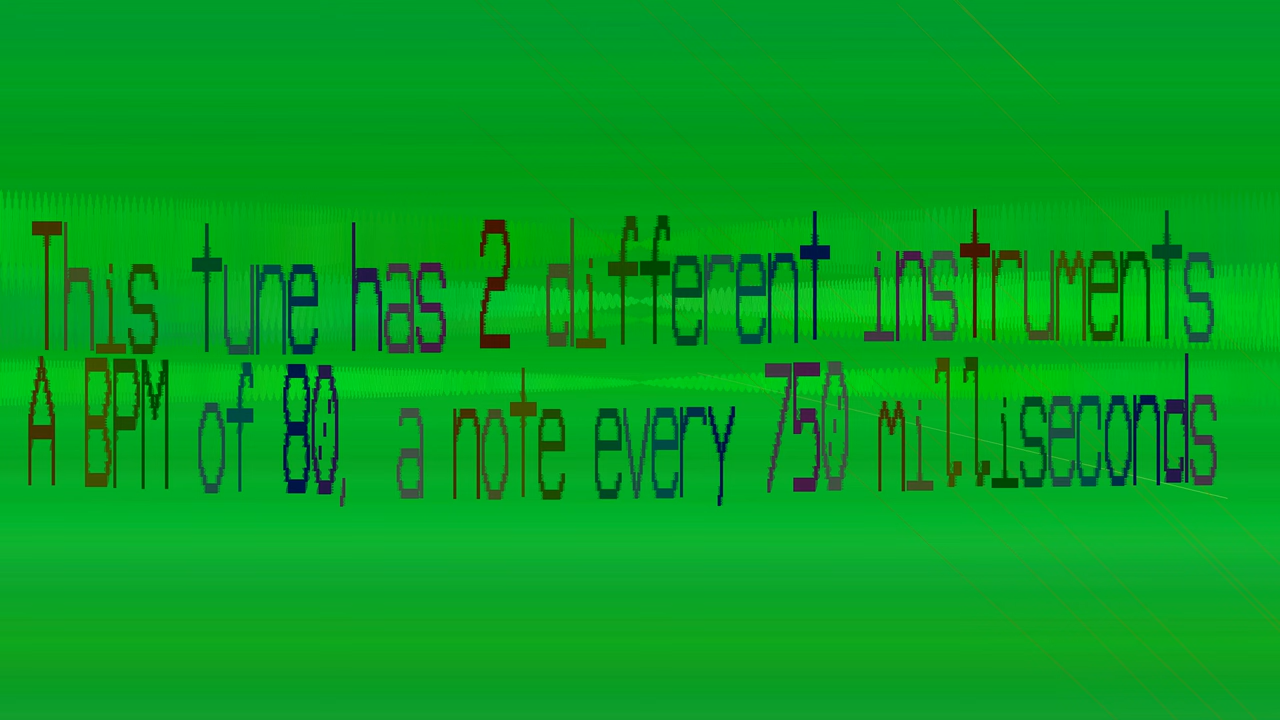 This tune has 2 different instruments
A BPM of 80, a note every 750 milliseconds